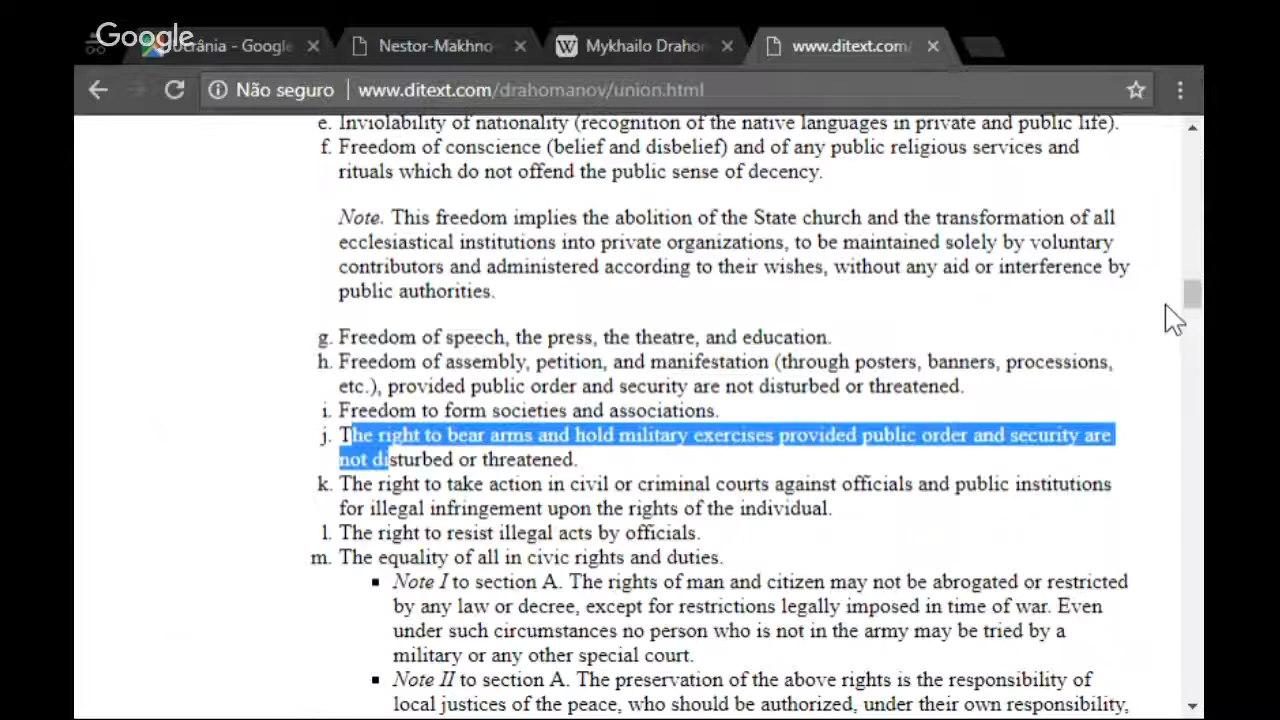 Google
Ucrânia - Google
Nestor-Makhno
W
Mykhailo Drahor
www.ditext.com/
Não seguro
www.ditext.com/drahomanov/union.html
e. Inviolability of nationality (recognition of the native languages in private and public life).
f. Freedom of conscience (belief and disbelief) and of any public religious services and
rituals which do not offend the public sense of decency.
Note. This freedom implies the abolition of the State church and the transformation of all
ecclesiastical institutions into private organizations, to be maintained solely by voluntary
contributors and administered according to their wishes, without any aid or interference by
public authorities.
g. Freedom of speech, the press, the theatre, and education.
h. Freedom of assembly, petition, and manifestation (through posters, banners, processions,
etc.), provided public order and security are not disturbed or threatened.
i. Freedom to form societies and associations.
j. The right to bear arms and hold military exercises provided public order and security are
not disturbed or threatened.
k. The right to take action in civil or criminal courts against officials and public institutions
for illegal infringement upon the rights of the individual.
l. The right to resist illegal acts by officials.
m. The equality of all in civic rights and duties.
Note I to section A. The rights of man and citizen may not be abrogated or restricted
by any law or decree, except for restrictions legally imposed in time of war. Even
under such circumstances no person who is not in the army may be tried by a
military or any other special court.
Note II to section A. The preservation of the above rights is the responsibility of
local justices of the peace, who should be authorized, under their own responsibility,